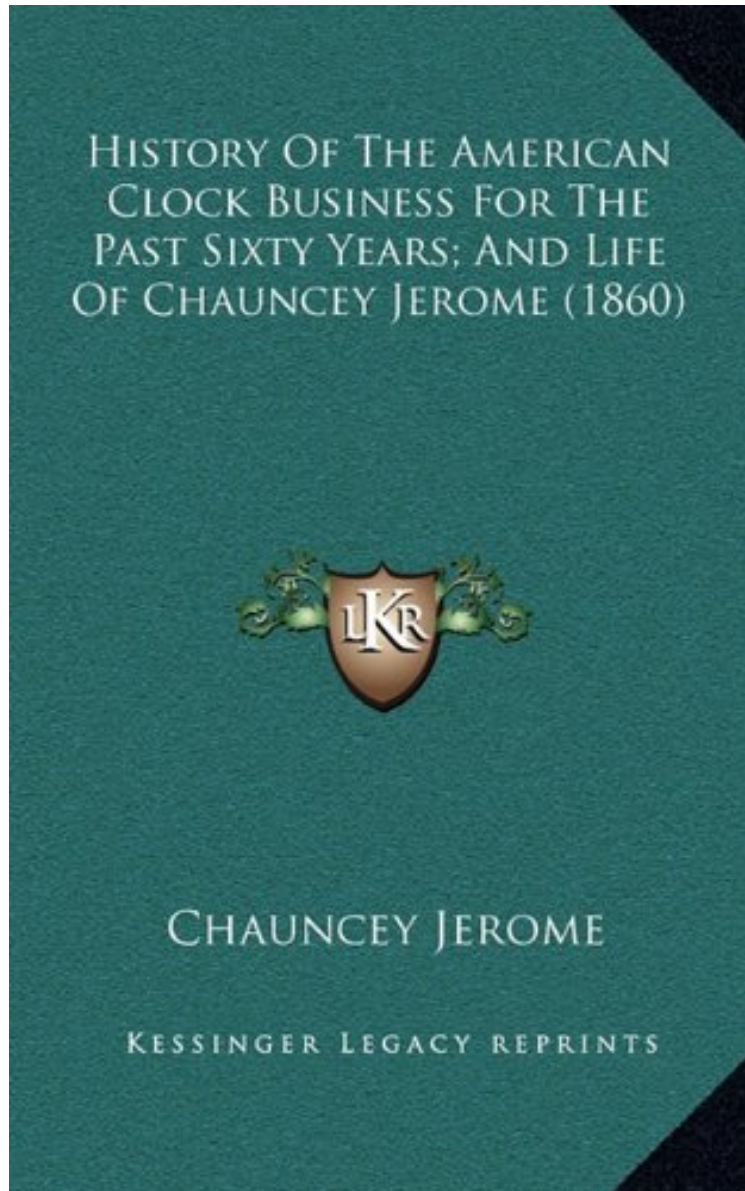 History Of The American
Clock Business For The
Past Sixty Years; And Life
Of Chauncey Jerome (1860)
LKR
Chauncey Jerome
Kessinger Legacy reprints